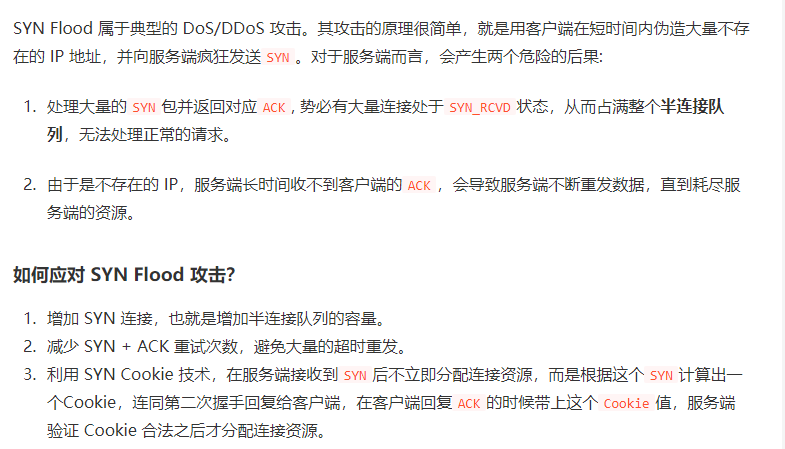 SYN Flood 属于典型的 DoS/DDoS 攻击。其攻击的原理很简单，就是用客户端在短时间内伪造大量不存
在的 IP 地址，并向服务端疯狂发送 SYN 。对于服务端而言，会产生两个危险的后果:
1. 处理大量的 SYN 包并返回对应 ACK , 势必有大量连接处于 SYN_RCVD 状态，从而占满整个半连接队
列，无法处理正常的请求。
2. 由于是不存在的 IP，服务端长时间收不到客户端的 ACK ，会导致服务端不断重发数据，直到耗尽服
务端的资源。
如何应对 SYN Flood 攻击?
1. 增加 SYN 连接，也就是增加半连接队列的容量。
2. 减少 SYN + ACK 重试次数，避免大量的超时重发。
3. 利用 SYN Cookie 技术，在服务端接收到 SYN 后不立即分配连接资源，而是根据这个 SYN 计算出一
个Cookie，连同第二次握手回复给客户端，在客户端回复 ACK 的时候带上这个 Cookie 值，服务端
验证 Cookie 合法之后才分配连接资源。